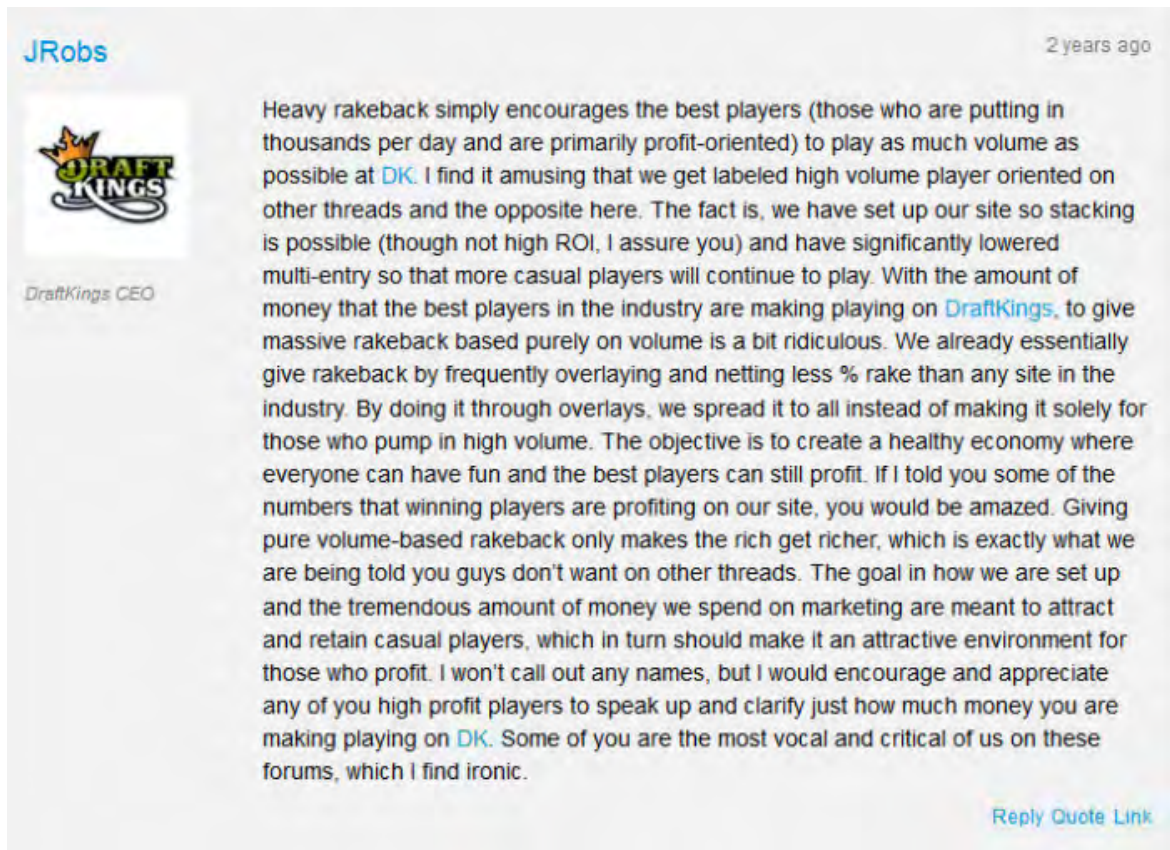 JRobs
2 years ago
DRAFT
KINGS
DraftKings CEO
Heavy rakeback simply encourages the best players (those who are putting in
thousands per day and are primarily profit-oriented) to play as much volume as
possible at DK. I find it amusing that we get labeled high volume player oriented on
other threads and the opposite here. The fact is, we have set up our site so stacking
is possible (though not high ROI, I assure you) and have significantly lowered
multi-entry so that more casual players will continue to play. With the amount of
money that the best players in the industry are making playing on DraftKings, to give
massive rakeback based purely on volume is a bit ridiculous. We already essentially
give rakeback by frequently overlaying and netting less % rake than any site in the
industry. By doing it through overlays, we spread it to all instead of making it solely for
those who pump in high volume. The objective is to create a healthy economy where
everyone can have fun and the best players can still profit. If I told you some of the
numbers that winning players are profiting on our site, you would be amazed. Giving
pure volume-based rakeback only makes the rich get richer, which is exactly what we
are being told you guys don't want on other threads. The goal in how we are set up
and the tremendous amount of money we spend on marketing are meant to attract
and retain casual players, which in turn should make it an attractive environment for
those who profit. I won't call out any names, but I would encourage and appreciate
any of you high profit players to speak up and clarify just how much money you are
making playing on DK. Some of you are the most vocal and critical of us on these
forums, which I find ironic.
Reply Quote Link